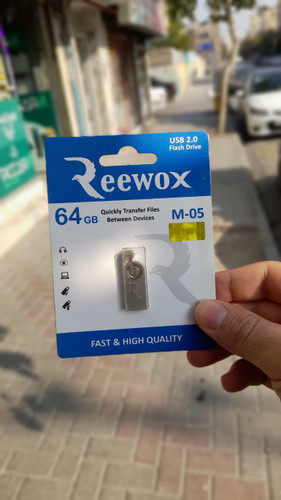 USB 2.0
Flash Drive
Reewox
64 GB
Quickly Transfer Files
Between Devices
M-05
FAST & HIGH QUALITY